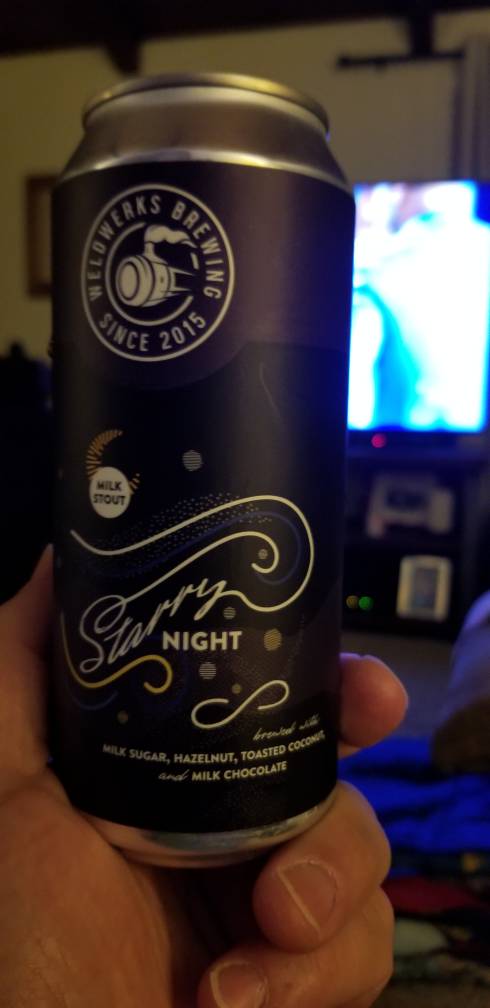 WELDWERKS BREWING
SINCE 2015
MILK
STOUT
Starry
NIGHT
brewed with
MILK SUGAR, HAZELNUT, TOASTED COCONUT,
and MILK CHOCOLATE